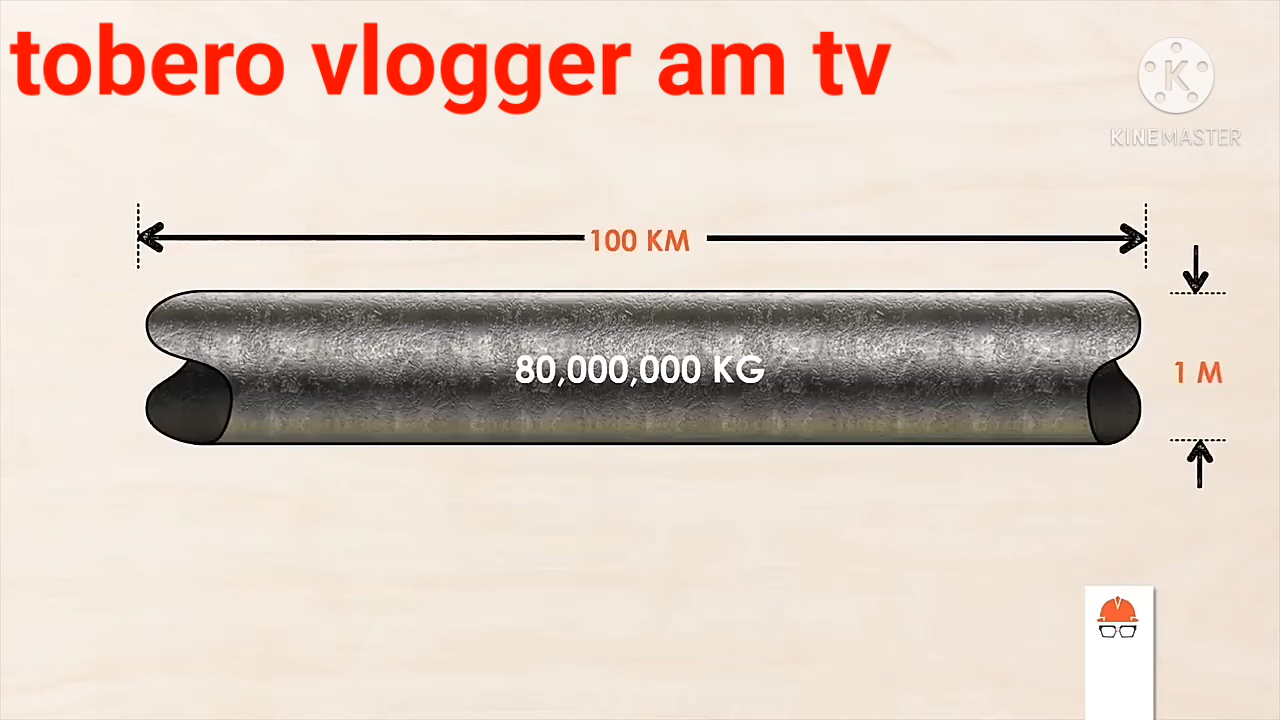 tobero vlogger am tv
K
KINEMASTER
100 KM
80,000,000 KG
1 M